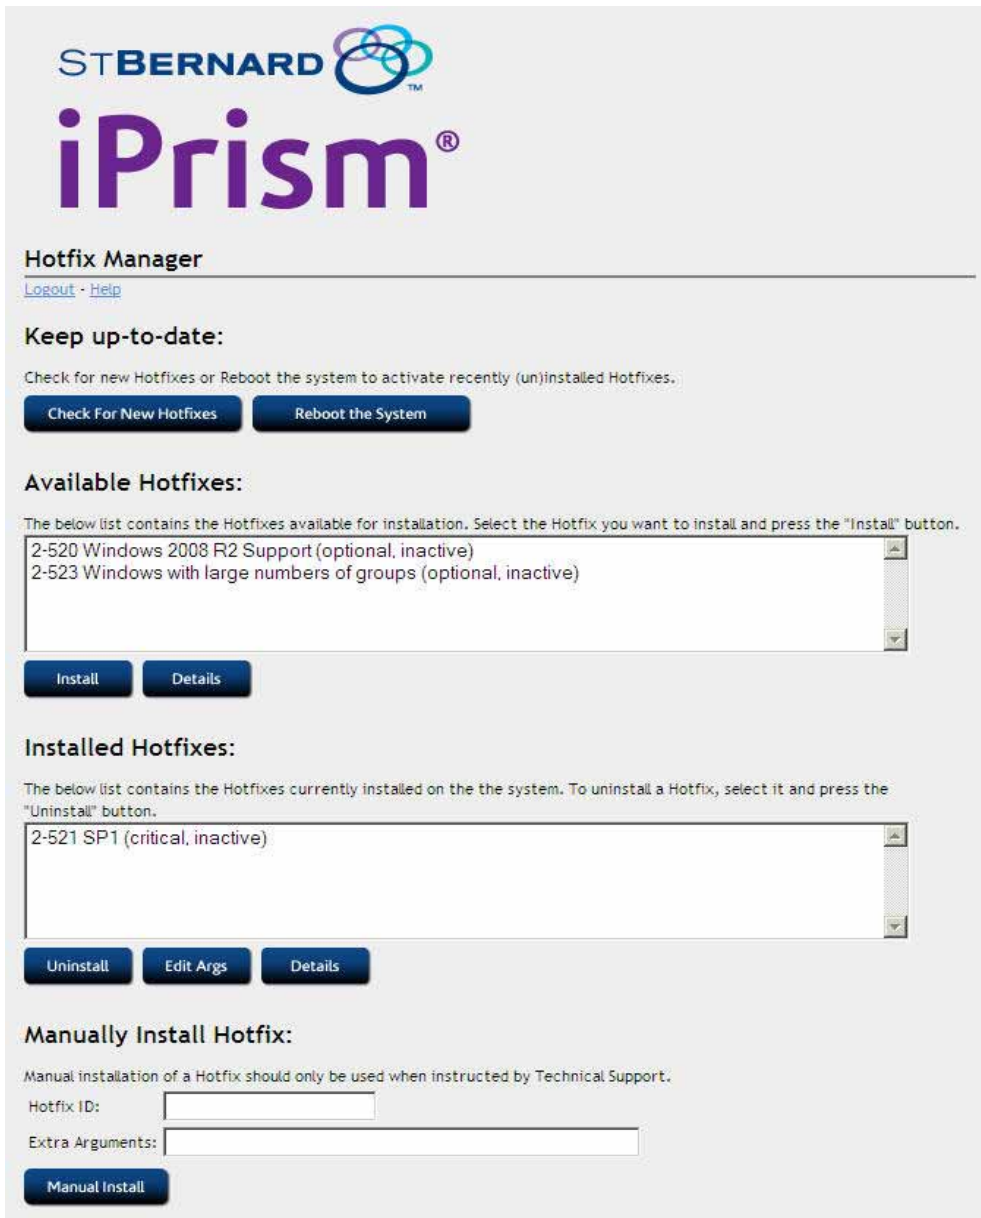 STBERNARD
TM
iPrism®
Hotfix Manager
Logout - Help
Keep up-to-date:
Check for new Hotfixes or Reboot the system to activate recently (un)installed Hotfixes.
Check For New Hotfixes Reboot the System
Available Hotfixes:
The below list contains the Hotfixes available for installation. Select the Hotfix you want to install and press the "Install" button.
2-520 Windows 2008 R2 Support (optional, inactive)
2-523 Windows with large numbers of groups (optional, inactive)
Install Details
Installed Hotfixes:
The below list contains the Hotfixes currently installed on the the system. To uninstall a Hotfix, select it and press the
"Uninstall" button.
2-521 SP1 (critical, inactive)
Uninstall Edit Args Details
Manually Install Hotfix:
Manual installation of a Hotfix should only be used when instructed by Technical Support.
Hotfix ID:
Extra Arguments:
Manual Install